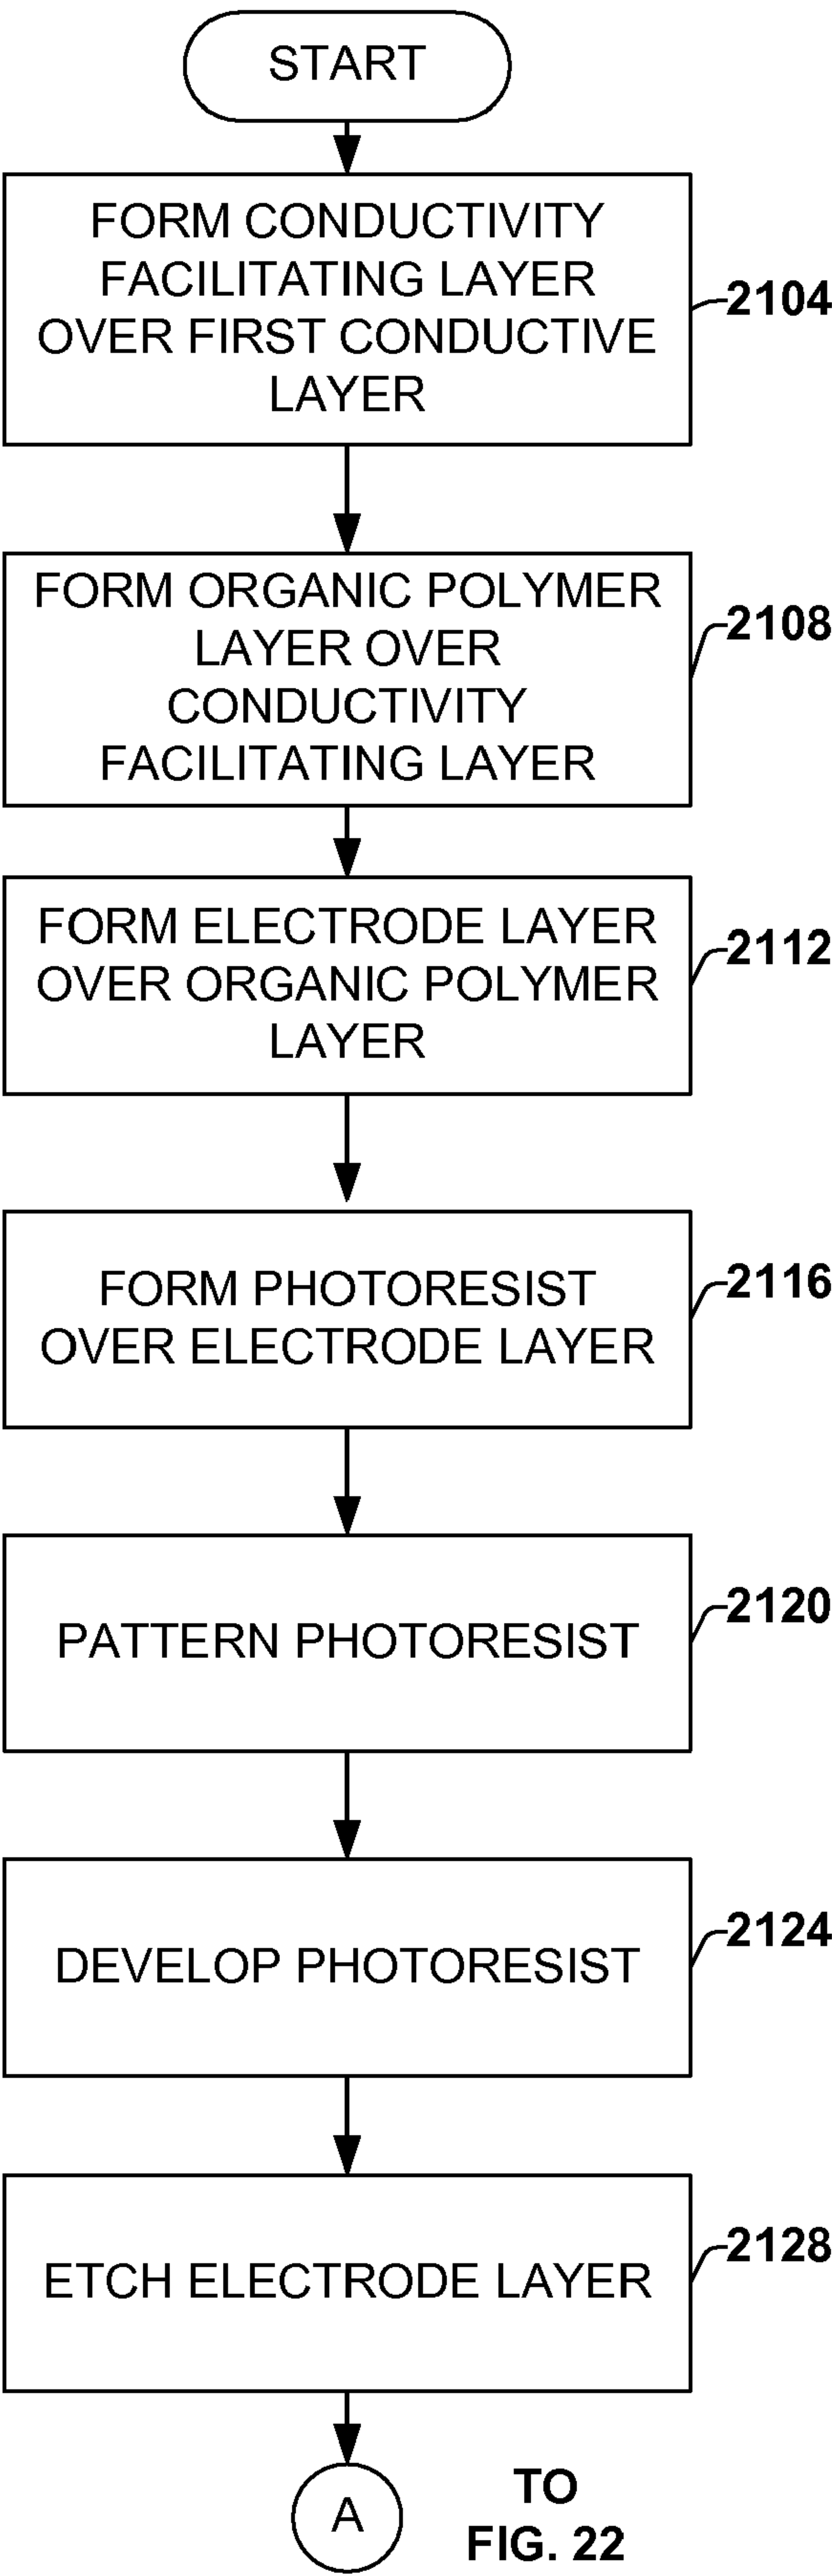 START
FORM CONDUCTIVITY
FACILITATING LAYER
OVER FIRST CONDUCTIVE
LAYER
2104
FORM ORGANIC POLYMER
LAYER OVER
CONDUCTIVITY
FACILITATING LAYER
2108
FORM ELECTRODE LAYER
OVER ORGANIC POLYMER
LAYER
2112
FORM PHOTORESIST
OVER ELECTRODE LAYER
2116
PATTERN PHOTORESIST
2120
DEVELOP PHOTORESIST
2124
ETCH ELECTRODE LAYER
2128
A
TO
FIG. 22